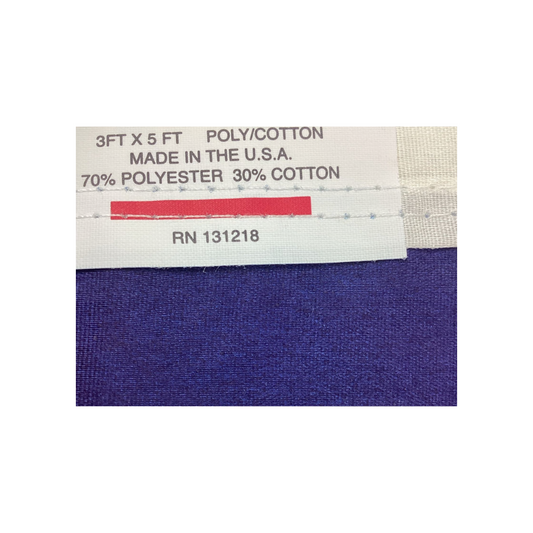 3FT X 5 FT POLY/COTTON
MADE IN THE U.S.A.
70% POLYESTER 30% COTTON
RN 131218